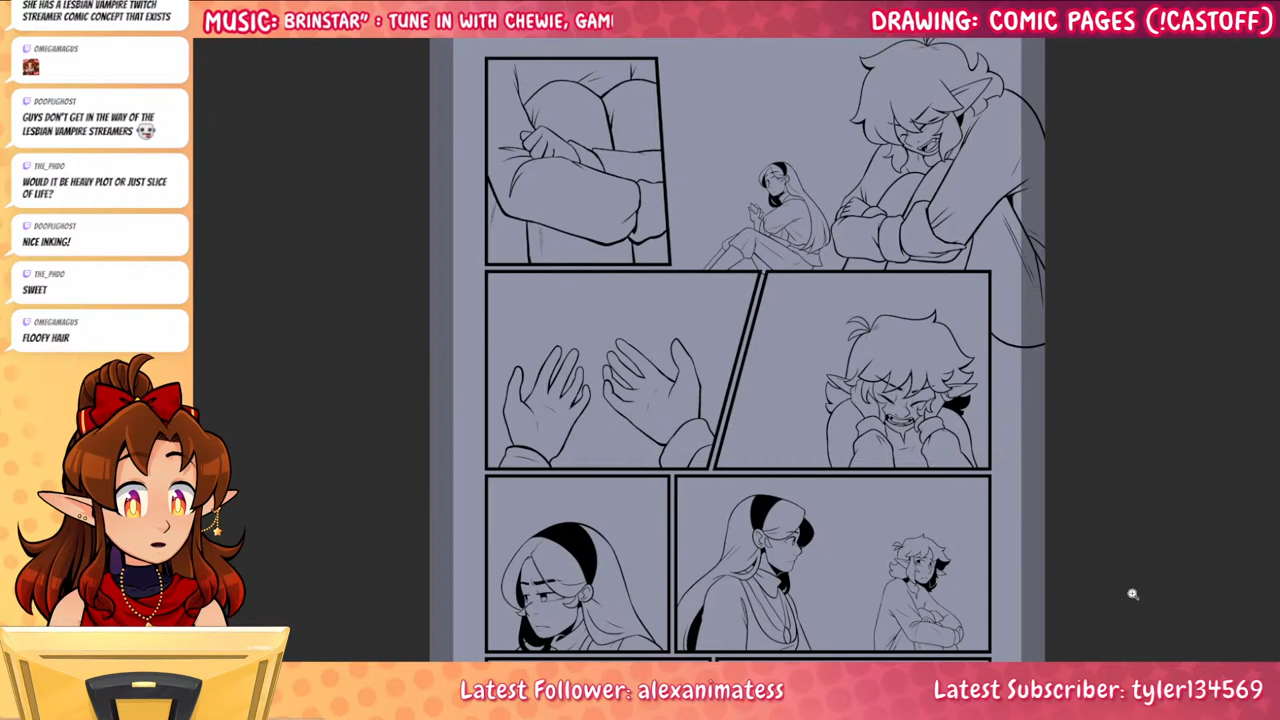 SHE HAS A LESBIAN VAMPIRE TWITCH
STREAMER COMIC CONCEPT THAT EXISTS
MUSIC: BRINSTAR" : TUNE IN WITH CHEWIE, GAMI
DRAWING: COMIC PAGES (!CASTOFF)
OMEGAMAGUS
DOOPLIGHOST
GUYS DON'T GET IN THE WAY OF THE
LESBIAN VAMPIRE STREAMERS
THE_PHDO
WOULD IT BE HEAVY PLOT OR JUST SLICE
OF LIFE?
DOOPLIGHOST
NICE INKING!
THE_PHDO
SWEET
OMEGAMAGUS
FLOOFY HAIR
Latest Follower: alexanimatess
Latest Subscriber: tyler134569